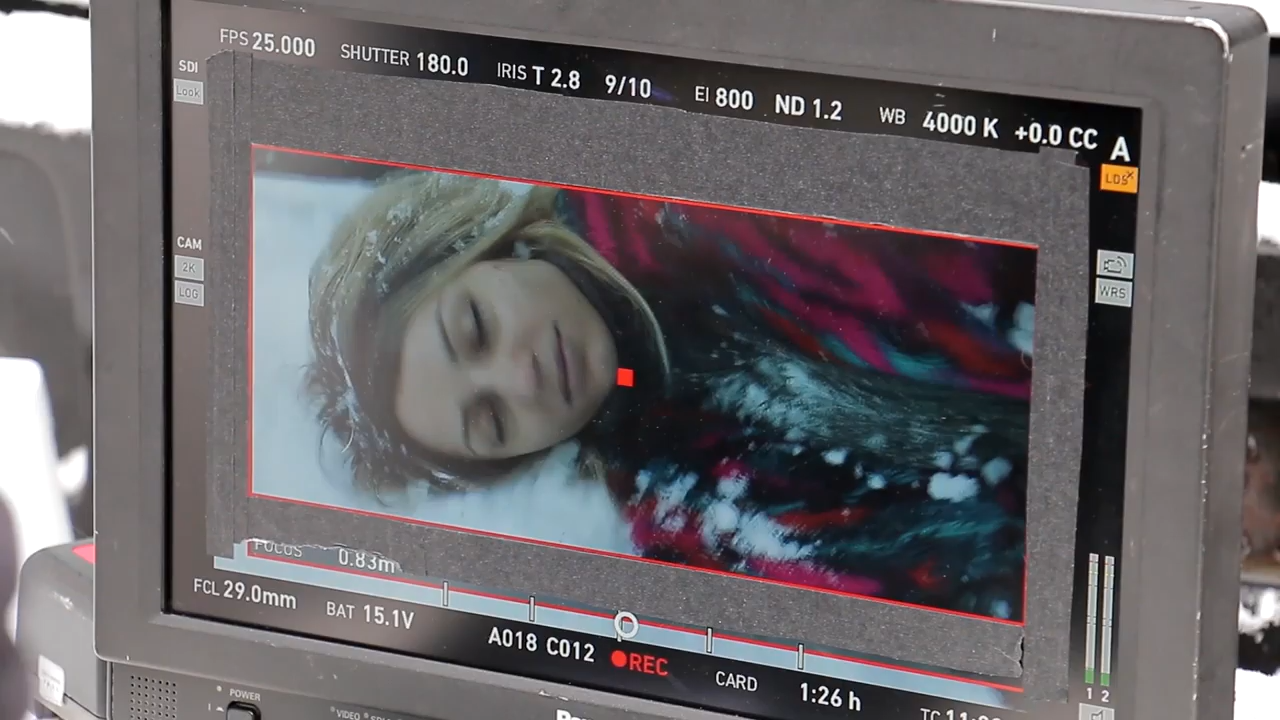 FPS 25.000 SHUTTER 180.0 IRIS T 2.8 9/10 EI 800 ND 1.2 WB 4000 K +0.0 CC A
SDI
Look
LDS
CAM
2K
LOG
WRS
FOCUS 0.83m
FCL 29.0mm BAT 15.1V A018 C012 REC CARD 1:26 h TC
1 2
POWER
VIDEO